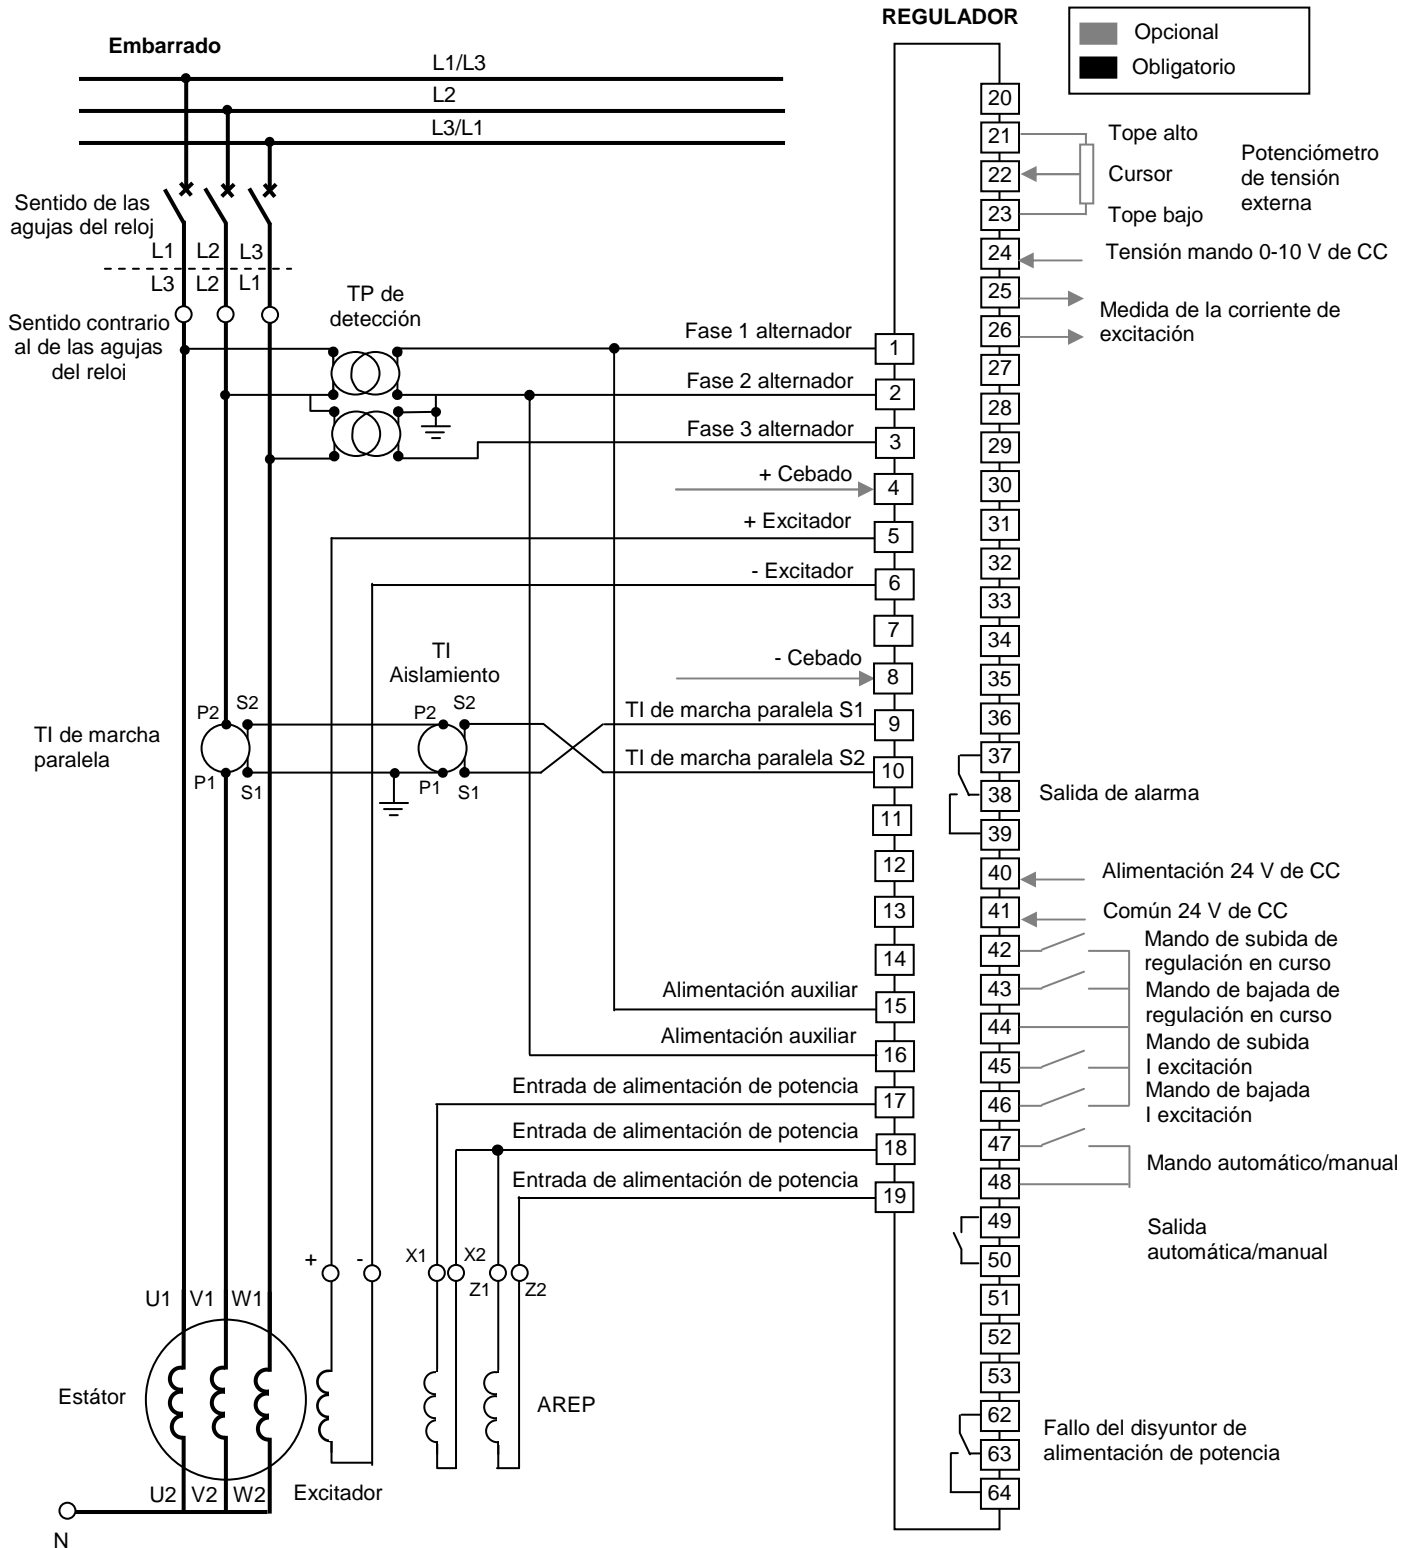 REGULADOR
Opcional
Obligatorio
Embarrado
L1/L3
L2
L3/L1
Sentido de las
agujas del reloj
L1 L2 L3
L3 L2 L1
Sentido contrario
al de las agujas
del reloj
TP de
detección
Fase 1 alternador
1
Fase 2 alternador
2
Fase 3 alternador
3
+ Cebado
4
+ Excitador
5
- Excitador
6
7
- Cebado
8
TI
Aislamiento
TI de marcha
paralela
P2 S2
P1 S1
P2 S2
P1 S1
TI de marcha paralela S1
9
TI de marcha paralela S2
10
11
12
13
14
Alimentación auxiliar
15
Alimentación auxiliar
16
Entrada de alimentación de potencia
17
Entrada de alimentación de potencia
18
Entrada de alimentación de potencia
19
+ -
X1 X2
Z1 Z2
U1 V1 W1
Estátor
AREP
U2 V2 W2
Excitador
N
20
21
Tope alto
22
Cursor
23
Tope bajo
Potenciómetro
de tensión
externa
24
Tensión mando 0-10 V de CC
25
26
Medida de la corriente de
excitación
27
28
29
30
31
32
33
34
35
36
37
38
Salida de alarma
39
40
Alimentación 24 V de CC
41
Común 24 V de CC
42
Mando de subida de
regulación en curso
43
Mando de bajada de
regulación en curso
44
45
Mando de subida
I excitación
46
Mando de bajada
I excitación
47
Mando automático/manual
48
49
Salida
automática/manual
50
51
52
53
62
Fallo del disyuntor de
alimentación de potencia
63
64